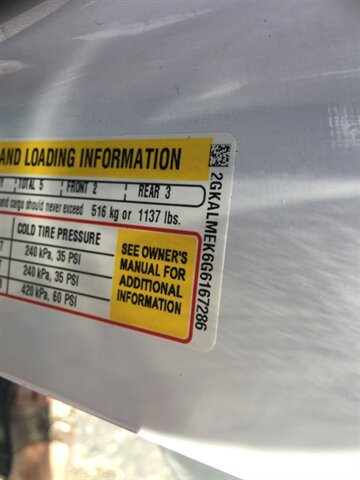 AND LOADING INFORMATION
TOTAL 5 FRONT 2 REAR 3
and cargo should never exceed 516 kg or 1137 lbs.
COLD TIRE PRESSURE
240 kPa, 35 PSI
240 kPa, 35 PSI
420 kPa, 60 PSI
SEE OWNER'S
MANUAL FOR
ADDITIONAL
INFORMATION
2GKALMEK6G6167286